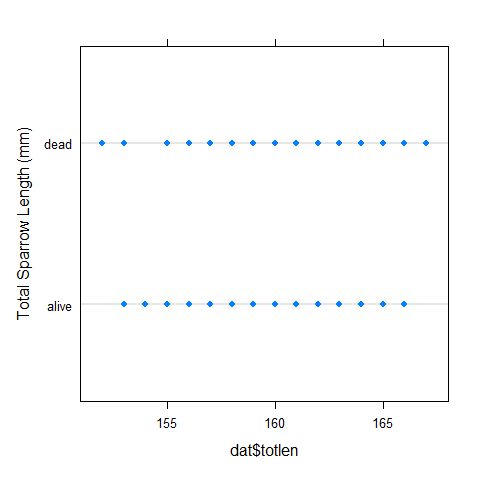 Total Sparrow Length (mm)
dead
alive
155 160 165
dat$totlen